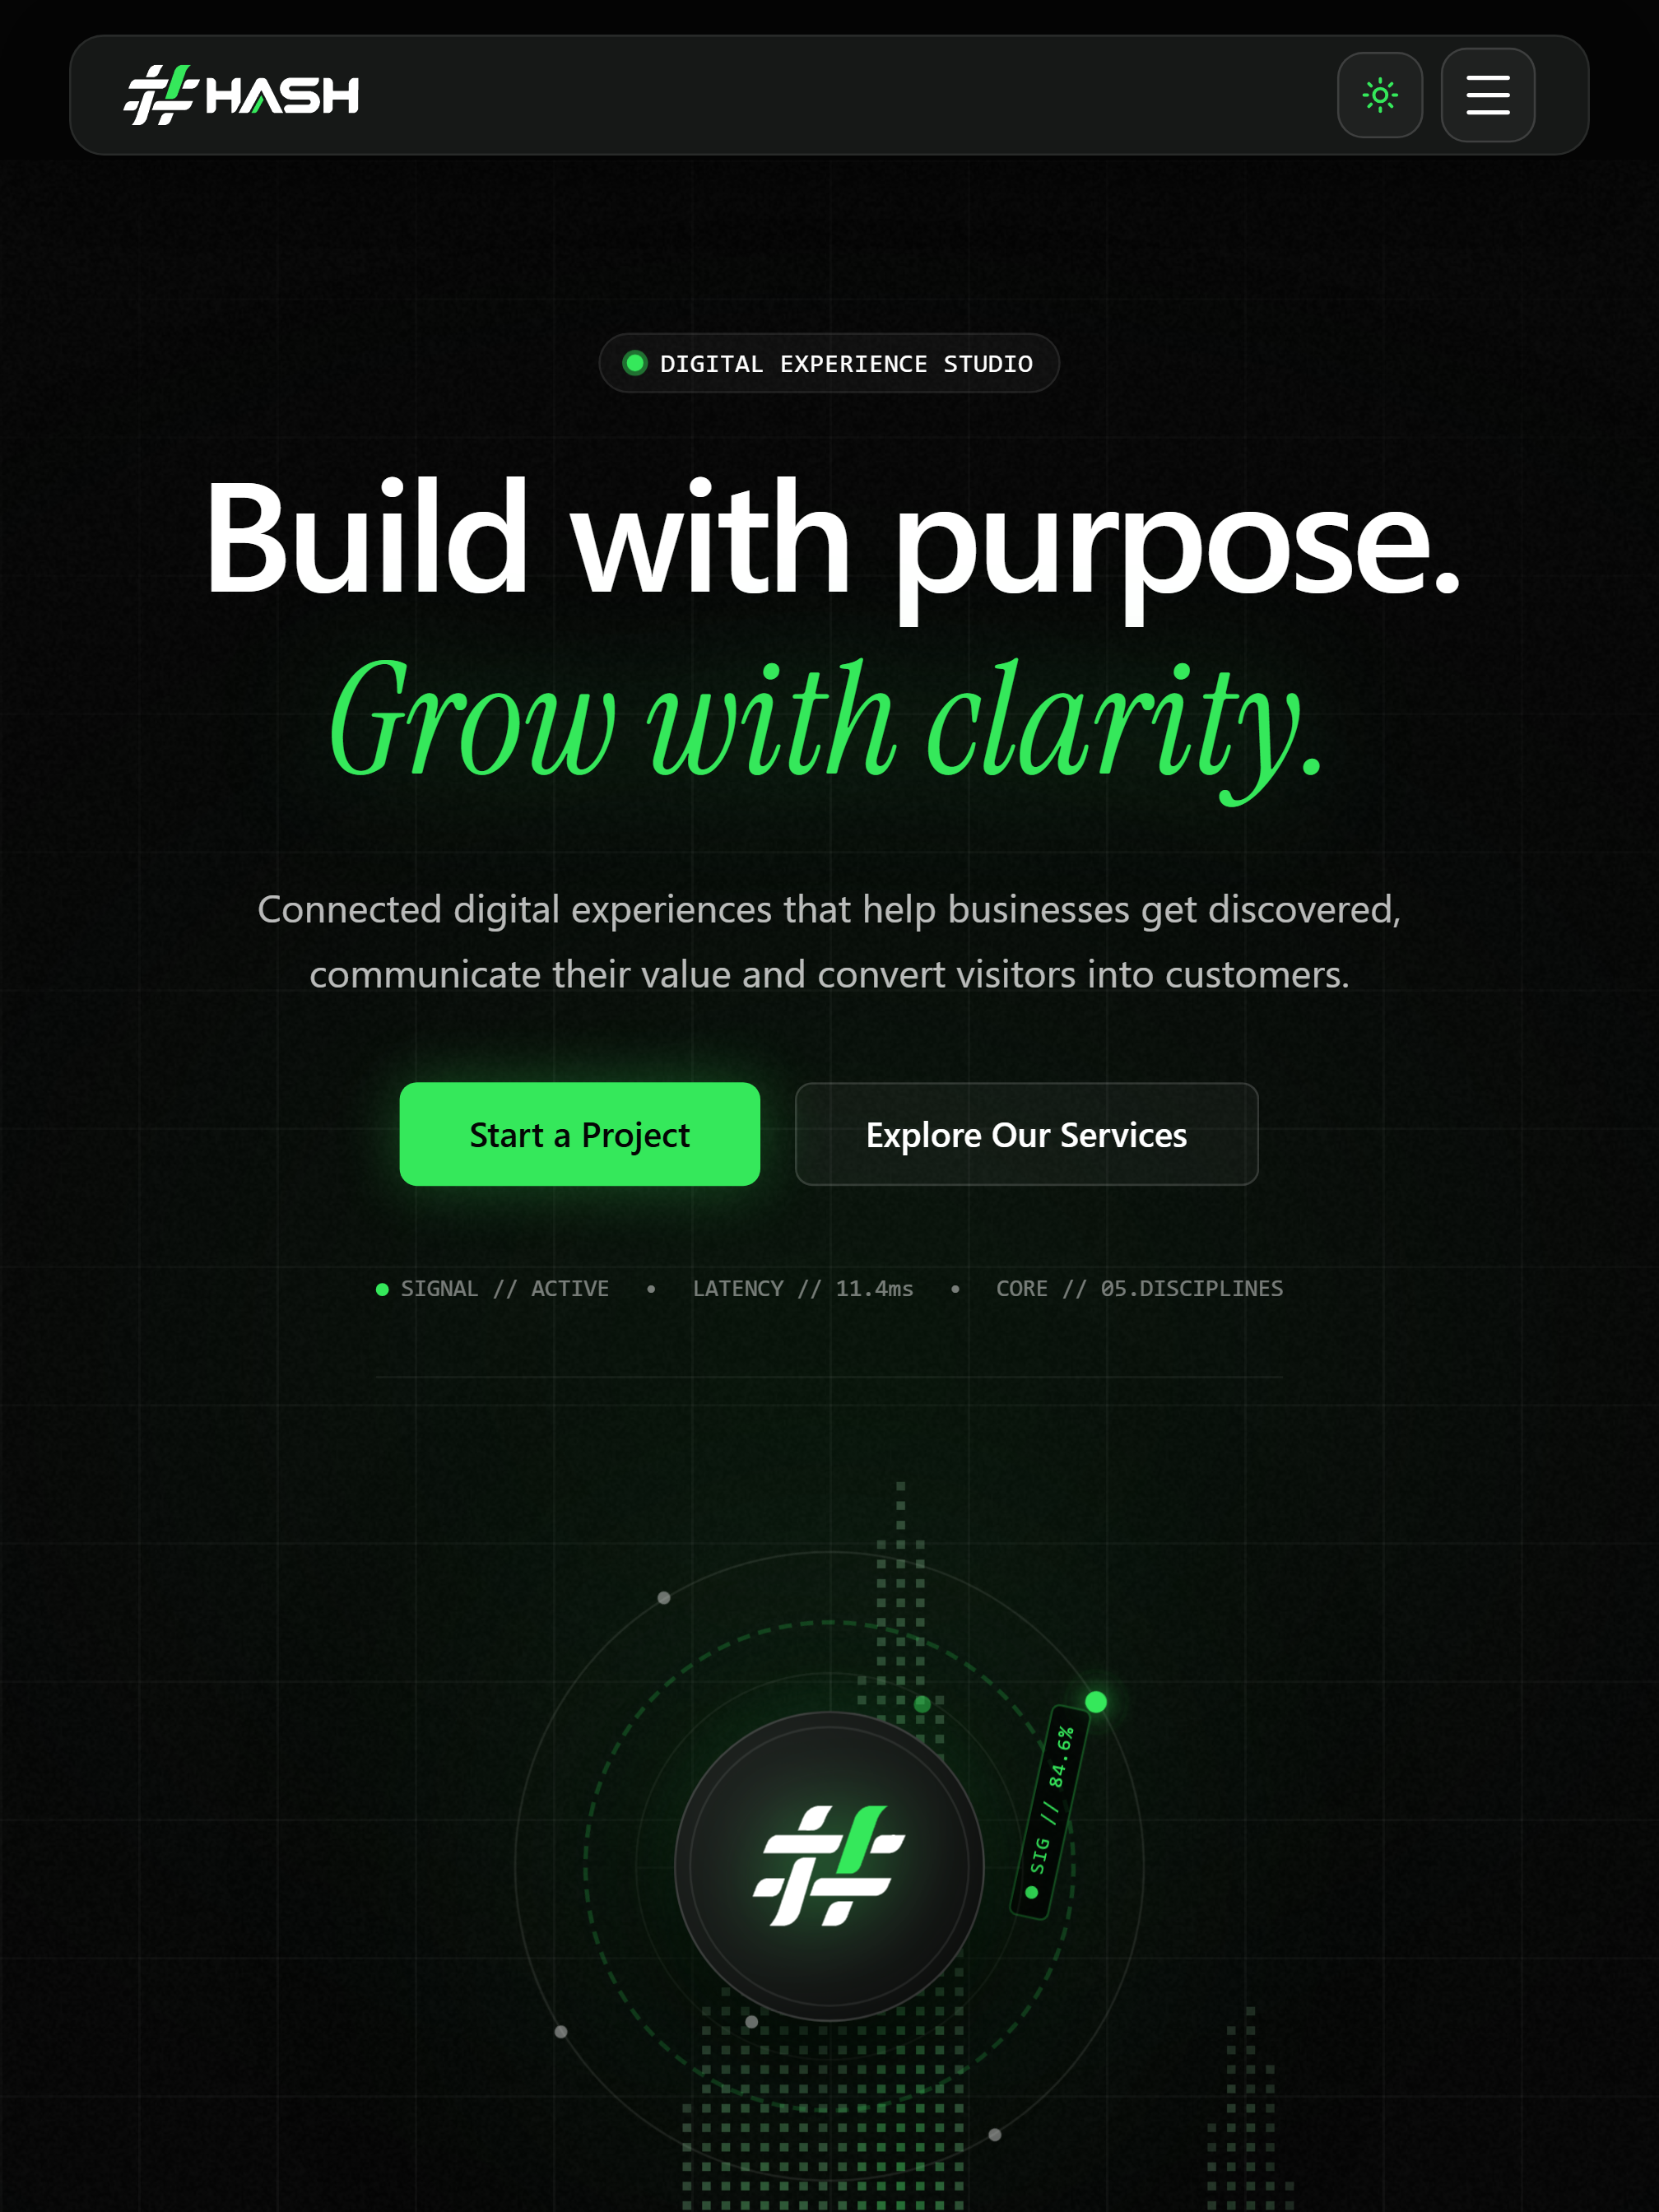 HASH
DIGITAL EXPERIENCE STUDIO
Build with purpose.
Grow with clarity.
Connected digital experiences that help businesses get discovered,
communicate their value and convert visitors into customers.
Start a Project
Explore Our Services
SIGNAL // ACTIVE • LATENCY // 11.4ms • CORE // 05.DISCIPLINES
SIG // 84.6%